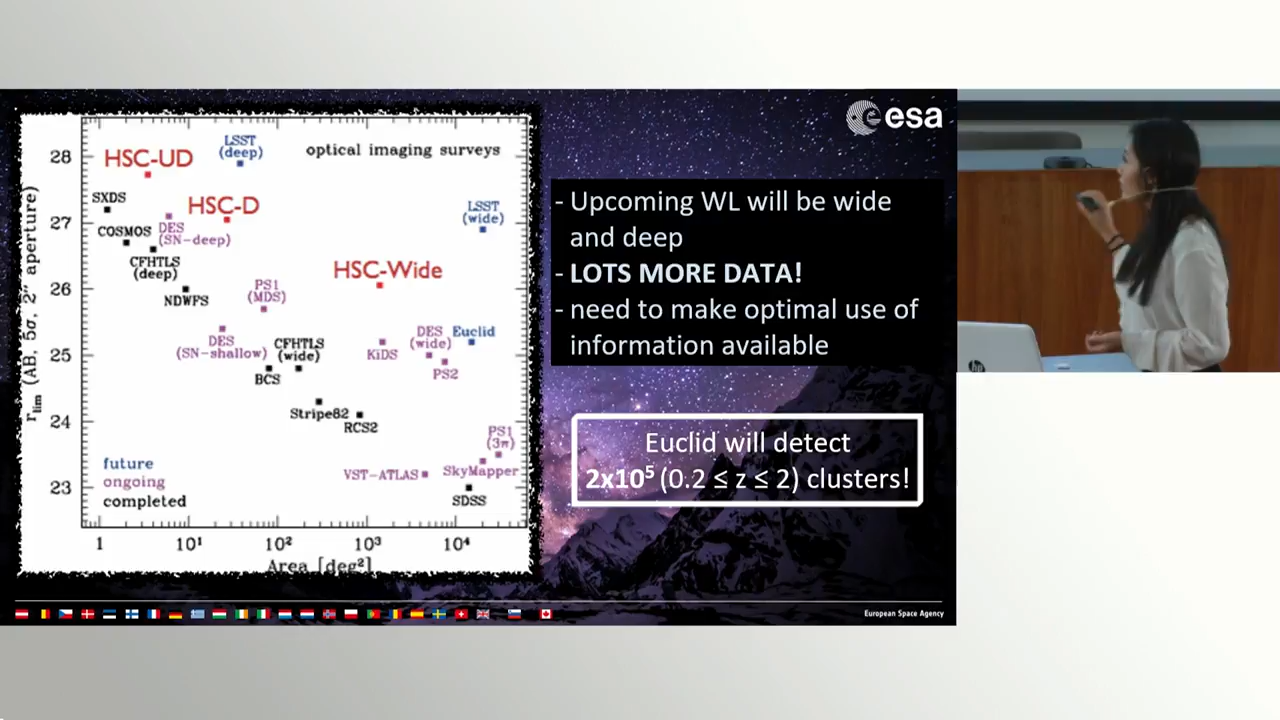 esa
optical imaging surveys
HSC-UD
LSST
(deep)
SXDS
HSC-D
LSST
(wide)
COSMOS
DES
(SN-deep)
CFHTLS
(deep)
HSC-Wide
NDWFS
PS1
(MDS)
DES
(SN-shallow)
CFHTLS
(wide)
BCS
KiDS
DES
(wide)
Euclid
PS2
Stripe82
RCS2
PS1
(3π)
VST-ATLAS
SkyMapper
SDSS
future
ongoing
completed
28
27
26
25
24
23
r_lim (AB, 5σ, 2″ aperture)
1 10¹ 10² 10³ 10⁴
Area [deg²]
- Upcoming WL will be wide
and deep
- LOTS MORE DATA!
- need to make optimal use of
information available
Euclid will detect
2x10⁵ (0.2 ≤ z ≤ 2) clusters!
European Space Agency
hp